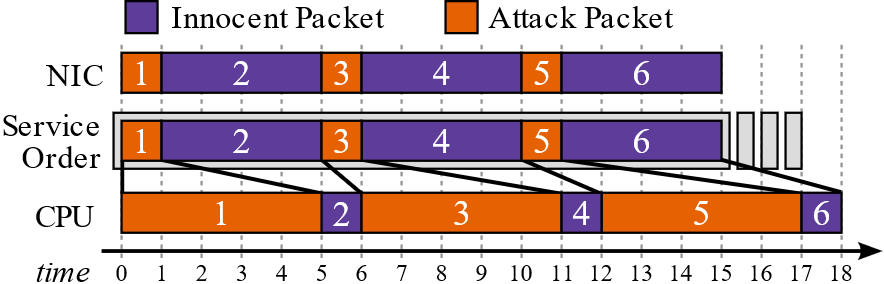 Innocent Packet Attack Packet
NIC 1 2 3 4 5 6
Service
Order 1 2 3 4 5 6
CPU 1 2 3 4 5 6
time 0 1 2 3 4 5 6 7 8 9 10 11 12 13 14 15 16 17 18